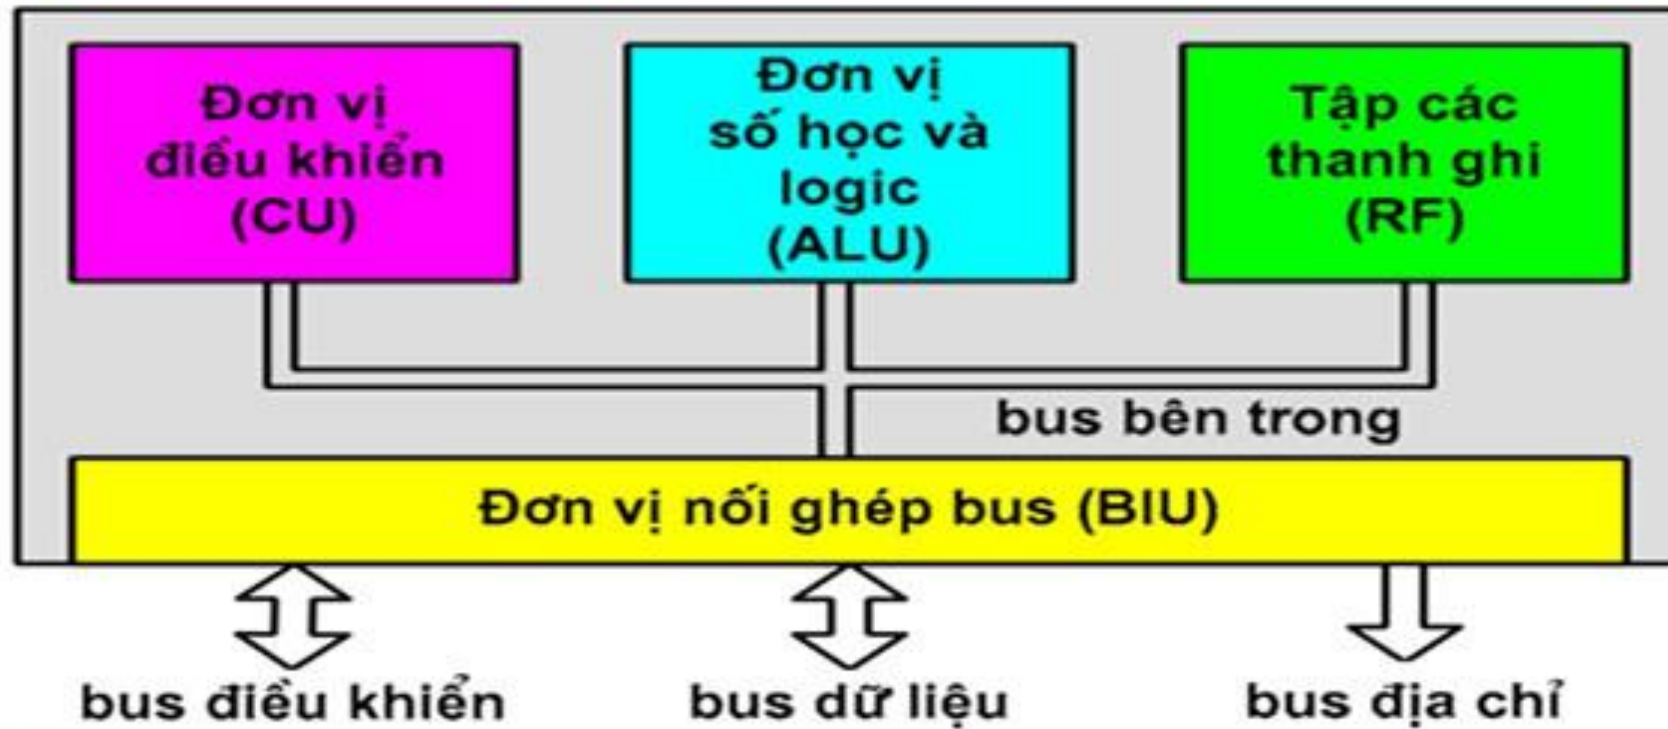 Đơn vị
điều khiển
(CU)
Đơn vị
số học và
logic
(ALU)
Tập các
thanh ghi
(RF)
bus bên trong
Đơn vị nối ghép bus (BIU)
bus điều khiển
bus dữ liệu
bus địa chỉ